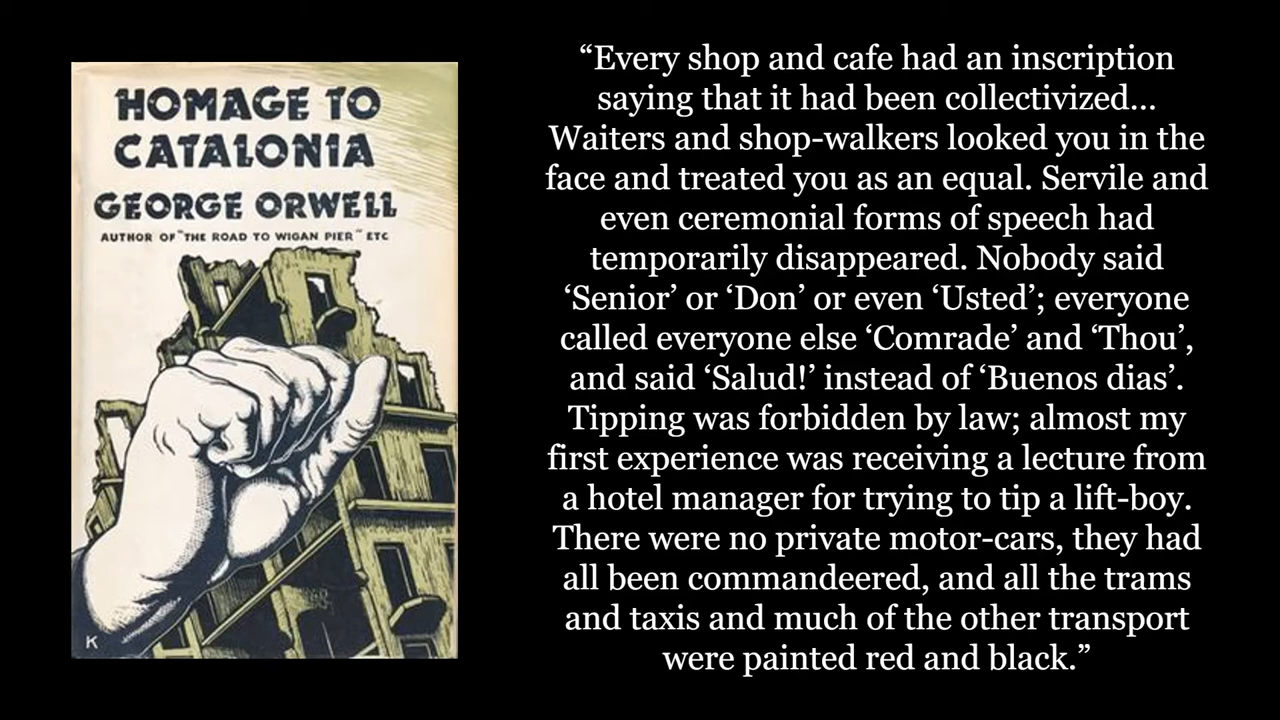 HOMAGE TO
CATALONIA
GEORGE ORWELL
AUTHOR OF "THE ROAD TO WIGAN PIER" ETC
K
“Every shop and cafe had an inscription
saying that it had been collectivized...
Waiters and shop-walkers looked you in the
face and treated you as an equal. Servile and
even ceremonial forms of speech had
temporarily disappeared. Nobody said
‘Senior’ or ‘Don’ or even ‘Usted’; everyone
called everyone else ‘Comrade’ and ‘Thou’,
and said ‘Salud!’ instead of ‘Buenos dias’.
Tipping was forbidden by law; almost my
first experience was receiving a lecture from
a hotel manager for trying to tip a lift-boy.
There were no private motor-cars, they had
all been commandeered, and all the trams
and taxis and much of the other transport
were painted red and black.”